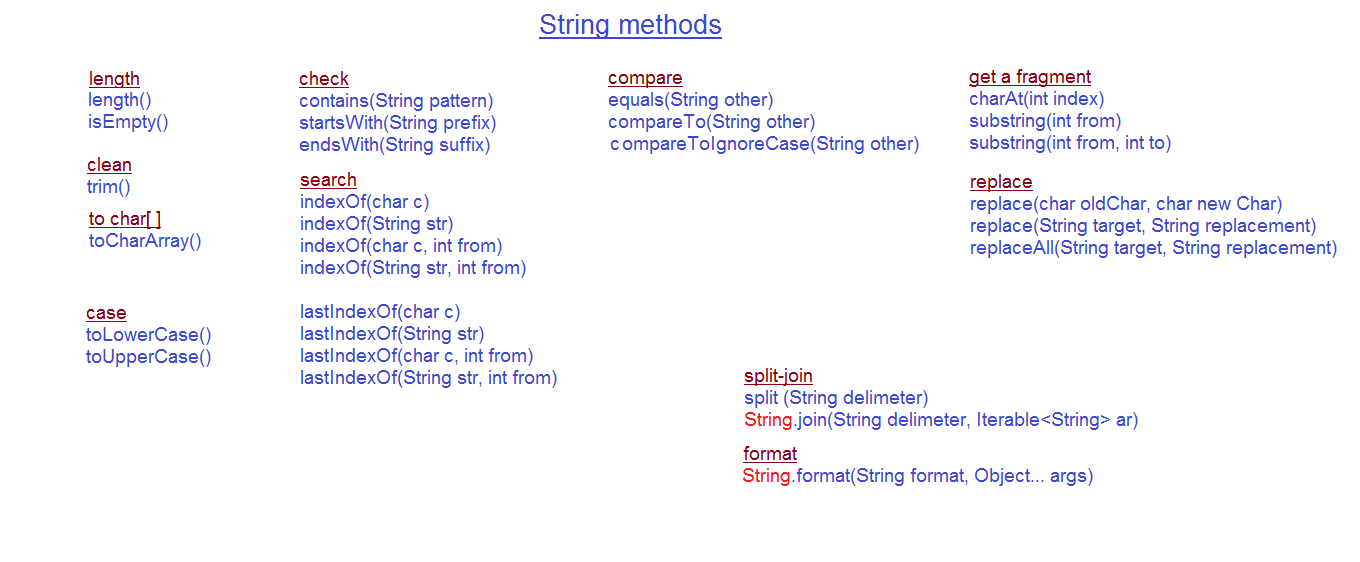 String methods
length
length()
isEmpty()
clean
trim()
to char[ ]
toCharArray()
case
toLowerCase()
toUpperCase()
check
contains(String pattern)
startsWith(String prefix)
endsWith(String suffix)
search
indexOf(char c)
indexOf(String str)
indexOf(char c, int from)
indexOf(String str, int from)
lastIndexOf(char c)
lastIndexOf(String str)
lastIndexOf(char c, int from)
lastIndexOf(String str, int from)
compare
equals(String other)
compareTo(String other)
compareToIgnoreCase(String other)
get a fragment
charAt(int index)
substring(int from)
substring(int from, int to)
replace
replace(char oldChar, char new Char)
replace(String target, String replacement)
replaceAll(String target, String replacement)
split-join
split (String delimeter)
String.join(String delimeter, Iterable<String> ar)
format
String.format(String format, Object... args)